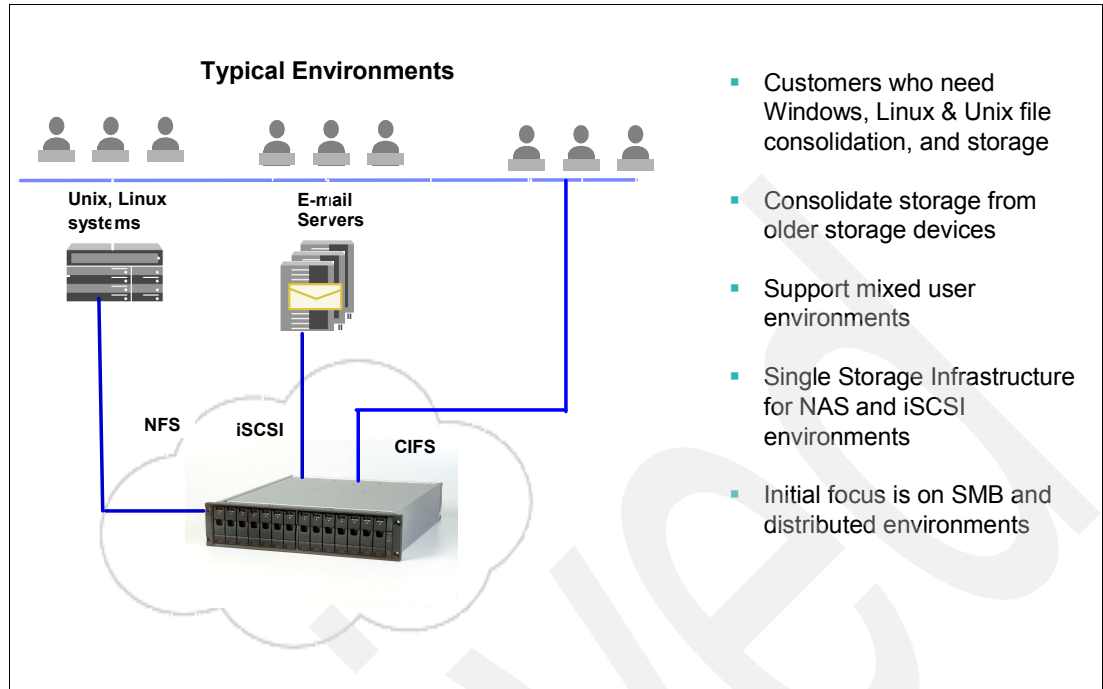 Typical Environments
Unix, Linux
systems
E-mail
Servers
NFS
iSCSI
CIFS
Customers who need
Windows, Linux & Unix file
consolidation, and storage
Consolidate storage from
older storage devices
Support mixed user
environments
Single Storage Infrastructure
for NAS and iSCSI
environments
Initial focus is on SMB and
distributed environments